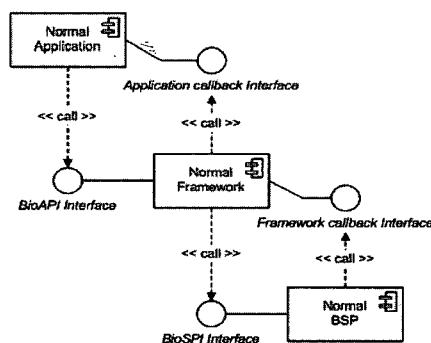 Normal
Application
Application callback Interface
<< call >>
<< call >>
Normal
Framework
BioAPI Interface
Framework callback Interface
<< call >>
<< call >>
Normal
BSP
BioSPI Interface